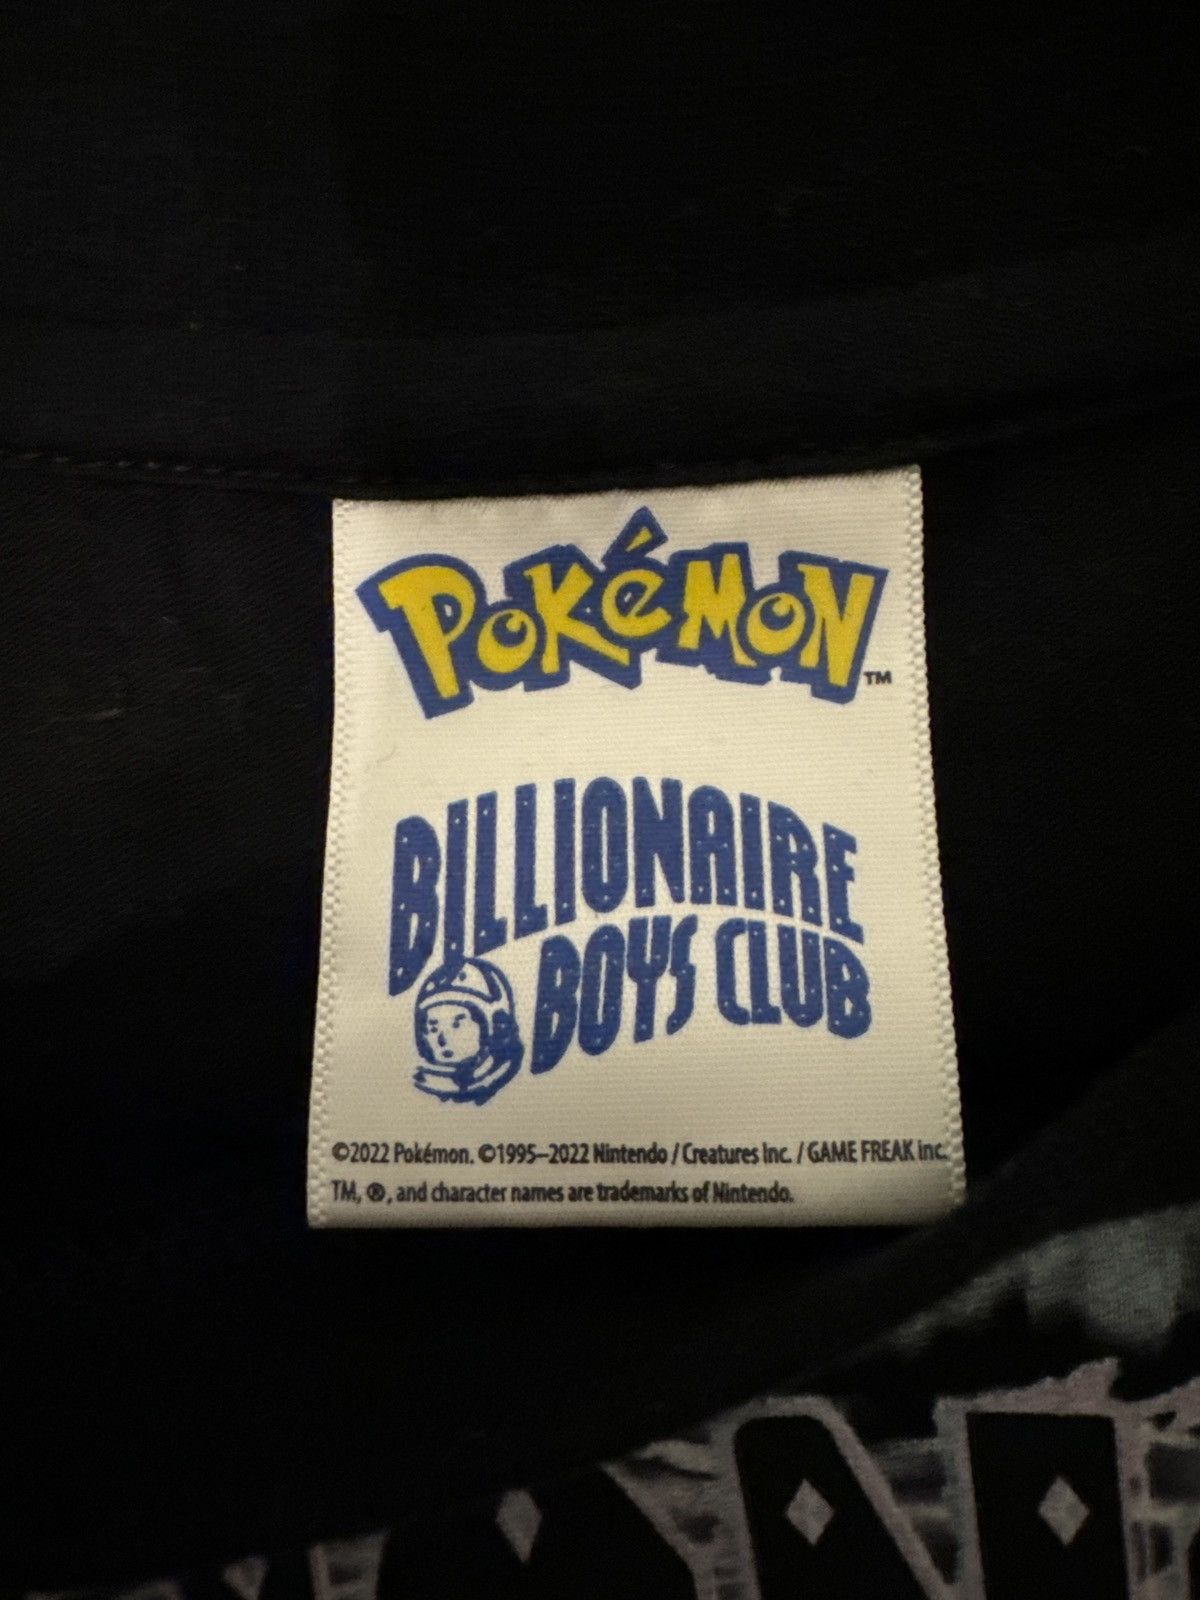 POKéMON™
BILLIONAIRE
BOYS CLUB
©2022 Pokémon. ©1995–2022 Nintendo / Creatures Inc. / GAME FREAK inc.
TM, ®, and character names are trademarks of Nintendo.